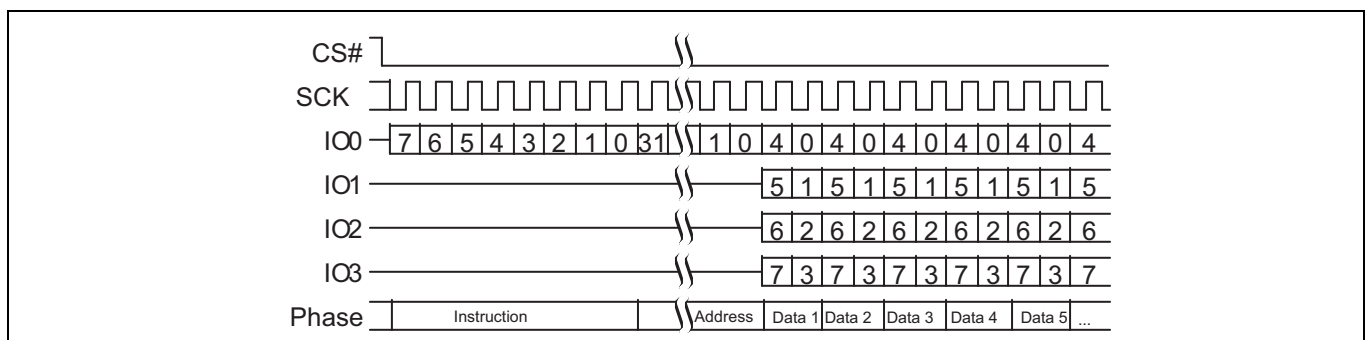 CS#
SCK
IO0 7 6 5 4 3 2 1 0 31 1 0 4 0 4 0 4 0 4 0 4 0 4
IO1 5 1 5 1 5 1 5 1 5 1 5
IO2 6 2 6 2 6 2 6 2 6 2 6
IO3 7 3 7 3 7 3 7 3 7 3 7
Phase Instruction Address Data 1 Data 2 Data 3 Data 4 Data 5 ...